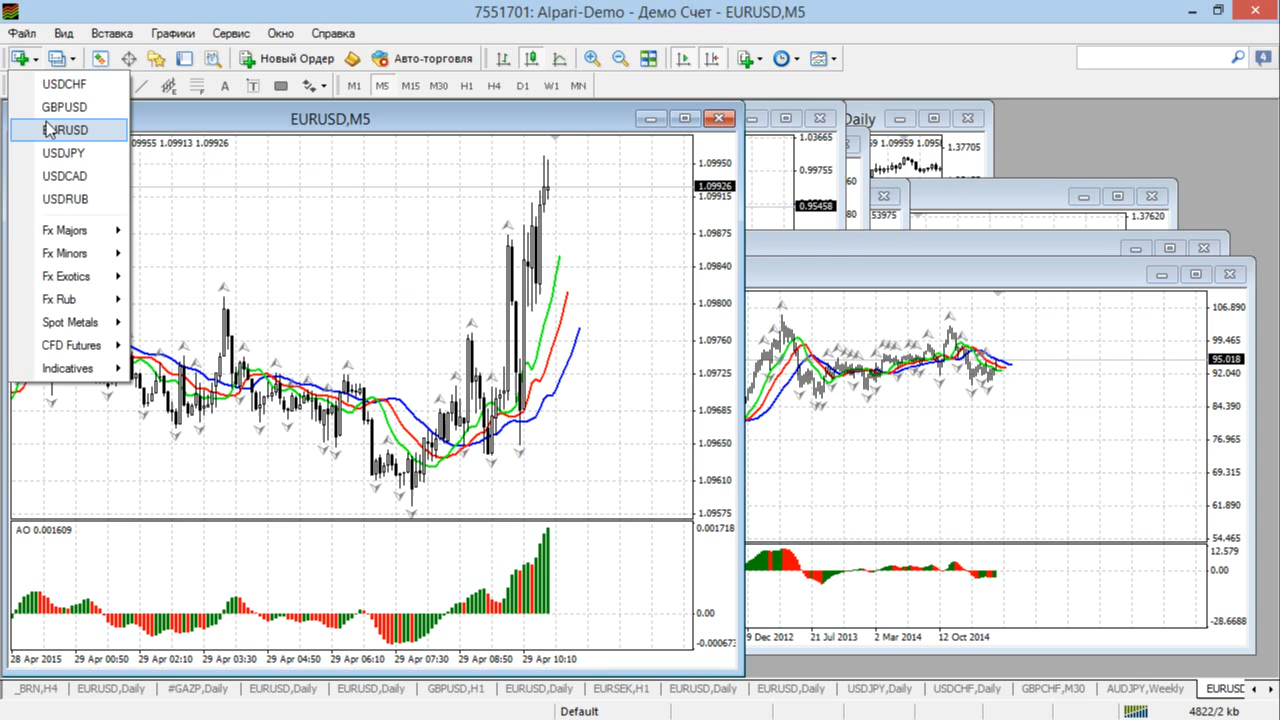 7551701: Alpari-Demo - Демо Счет - EURUSD,M5
Файл Вид Вставка Графики Сервис Окно Справка
Новый Ордер Авто-торговля
4
A T M1 M5 M15 M30 H1 H4 D1 W1 MN
USDCHF
GBPUSD
EURUSD
USDJPY
USDCAD
USDRUB
Fx Majors
Fx Minors
Fx Exotics
Fx Rub
Spot Metals
CFD Futures
Indicatives
EURUSD,M5
09955 1.09913 1.09926
1.09950
1.09926
1.09915
1.09875
1.09840
1.09800
1.09760
1.09725
1.09685
1.09650
1.09610
1.09575
AO 0.001609
0.001718
0.00
-0.000673
28 Apr 2015 29 Apr 00:50 29 Apr 02:10 29 Apr 03:30 29 Apr 04:50 29 Apr 06:10 29 Apr 07:30 29 Apr 08:50 29 Apr 10:10
1.03665
0.99755
0.95458
60
80
Daily
59 1.09959 1.0995
1.37705
53975
1.37620
106.890
99.465
95.018
92.040
84.390
76.965
69.315
61.890
54.465
12.579
0.00
-28.6688
9 Dec 2012 21 Jul 2013 2 Mar 2014 12 Oct 2014
_BRN,H4 EURUSD,Daily #GAZP,Daily EURUSD,Daily EURUSD,Daily GBPUSD,H1 EURUSD,Daily EURSEK,H1 EURUSD,Daily EURUSD,Daily USDJPY,Daily USDCHF,Daily GBPCHF,M30 AUDJPY,Weekly EURUSD
Default 4822/2 kb